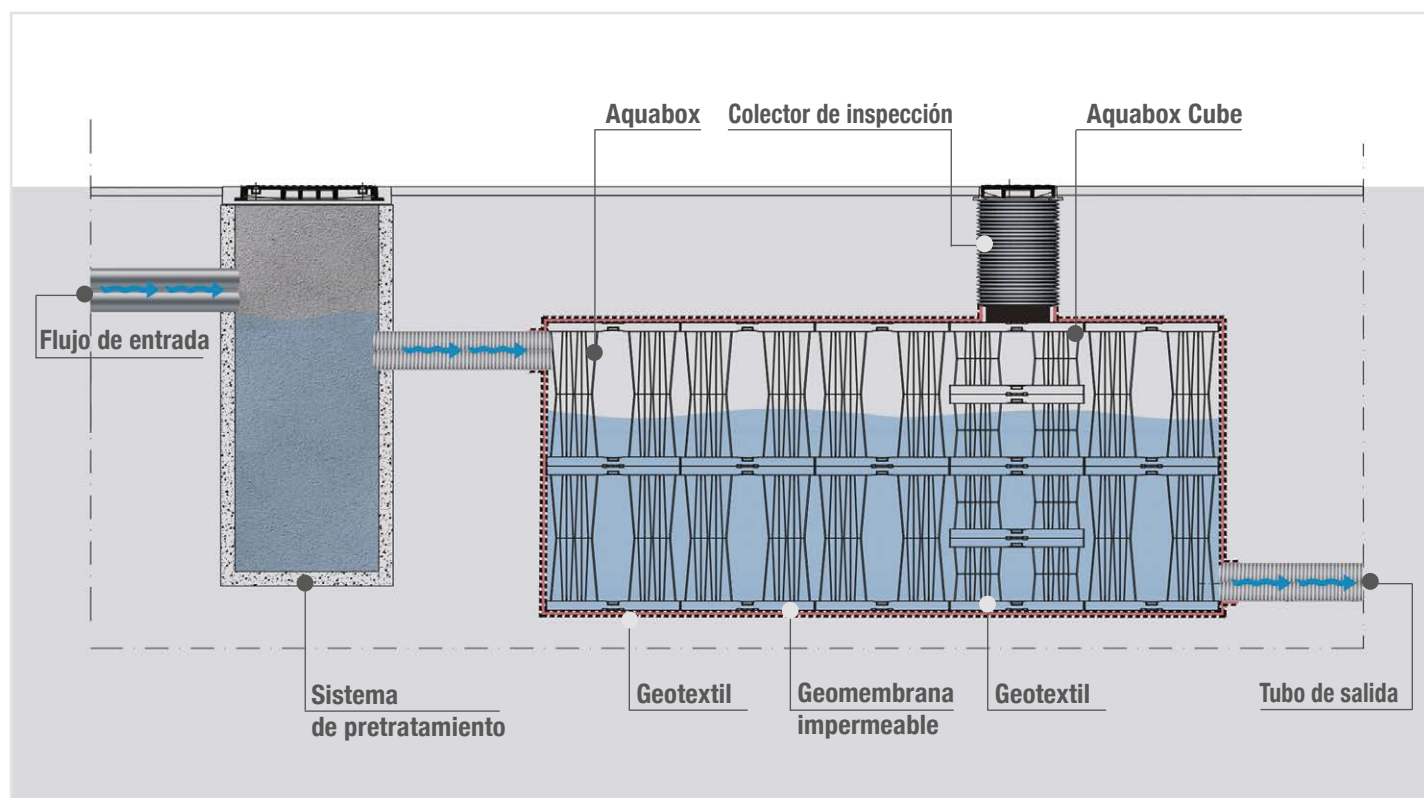 Aquabox
Colector de inspección
Aquabox Cube
Flujo de entrada
Sistema
de pretratamiento
Geotextil
Geomembrana
impermeable
Geotextil
Tubo de salida